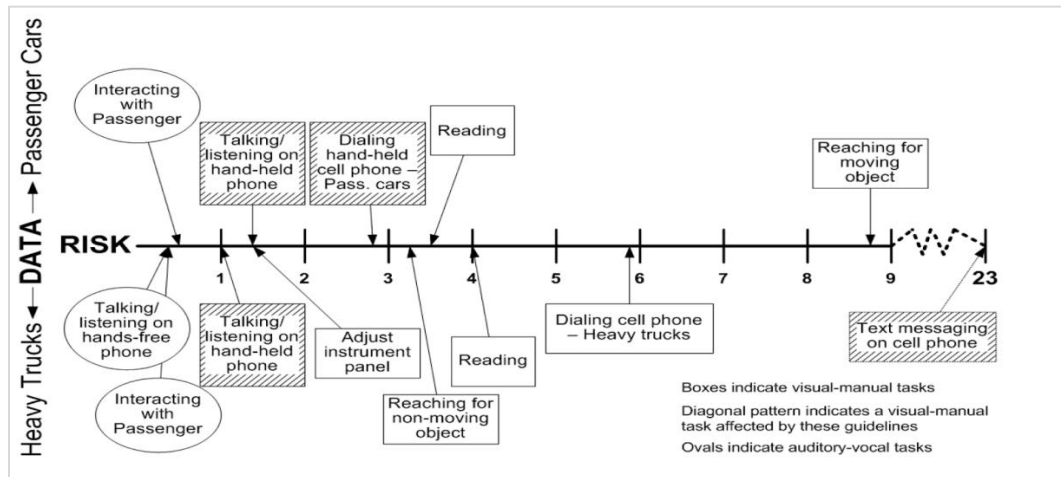 Heavy Trucks ← DATA → Passenger Cars
Interacting
with
Passenger
Talking/
listening on
hand-held
phone
Dialing
hand-held
cell phone –
Pass. cars
Reading
Reaching for
moving
object
RISK
1
2
3
4
5
6
7
8
9
23
Talking/
listening on
hands-free
phone
Interacting
with
Passenger
Talking/
listening on
hand-held
phone
Adjust
instrument
panel
Reaching for
non-moving
object
Reading
Dialing cell phone
– Heavy trucks
Text messaging
on cell phone
Boxes indicate visual-manual tasks
Diagonal pattern indicates a visual-manual
task affected by these guidelines
Ovals indicate auditory-vocal tasks